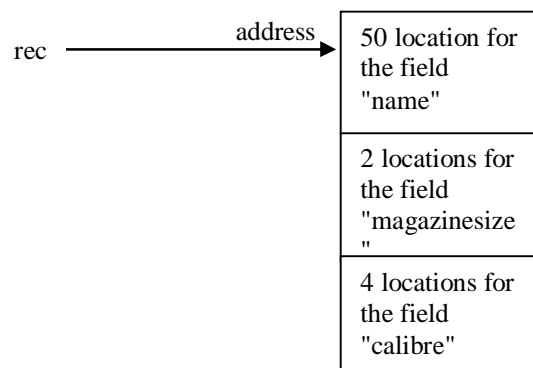 address
rec
50 location for
the field
"name"
2 locations for
the field
"magazinesize
"
4 locations for
the field
"calibre"